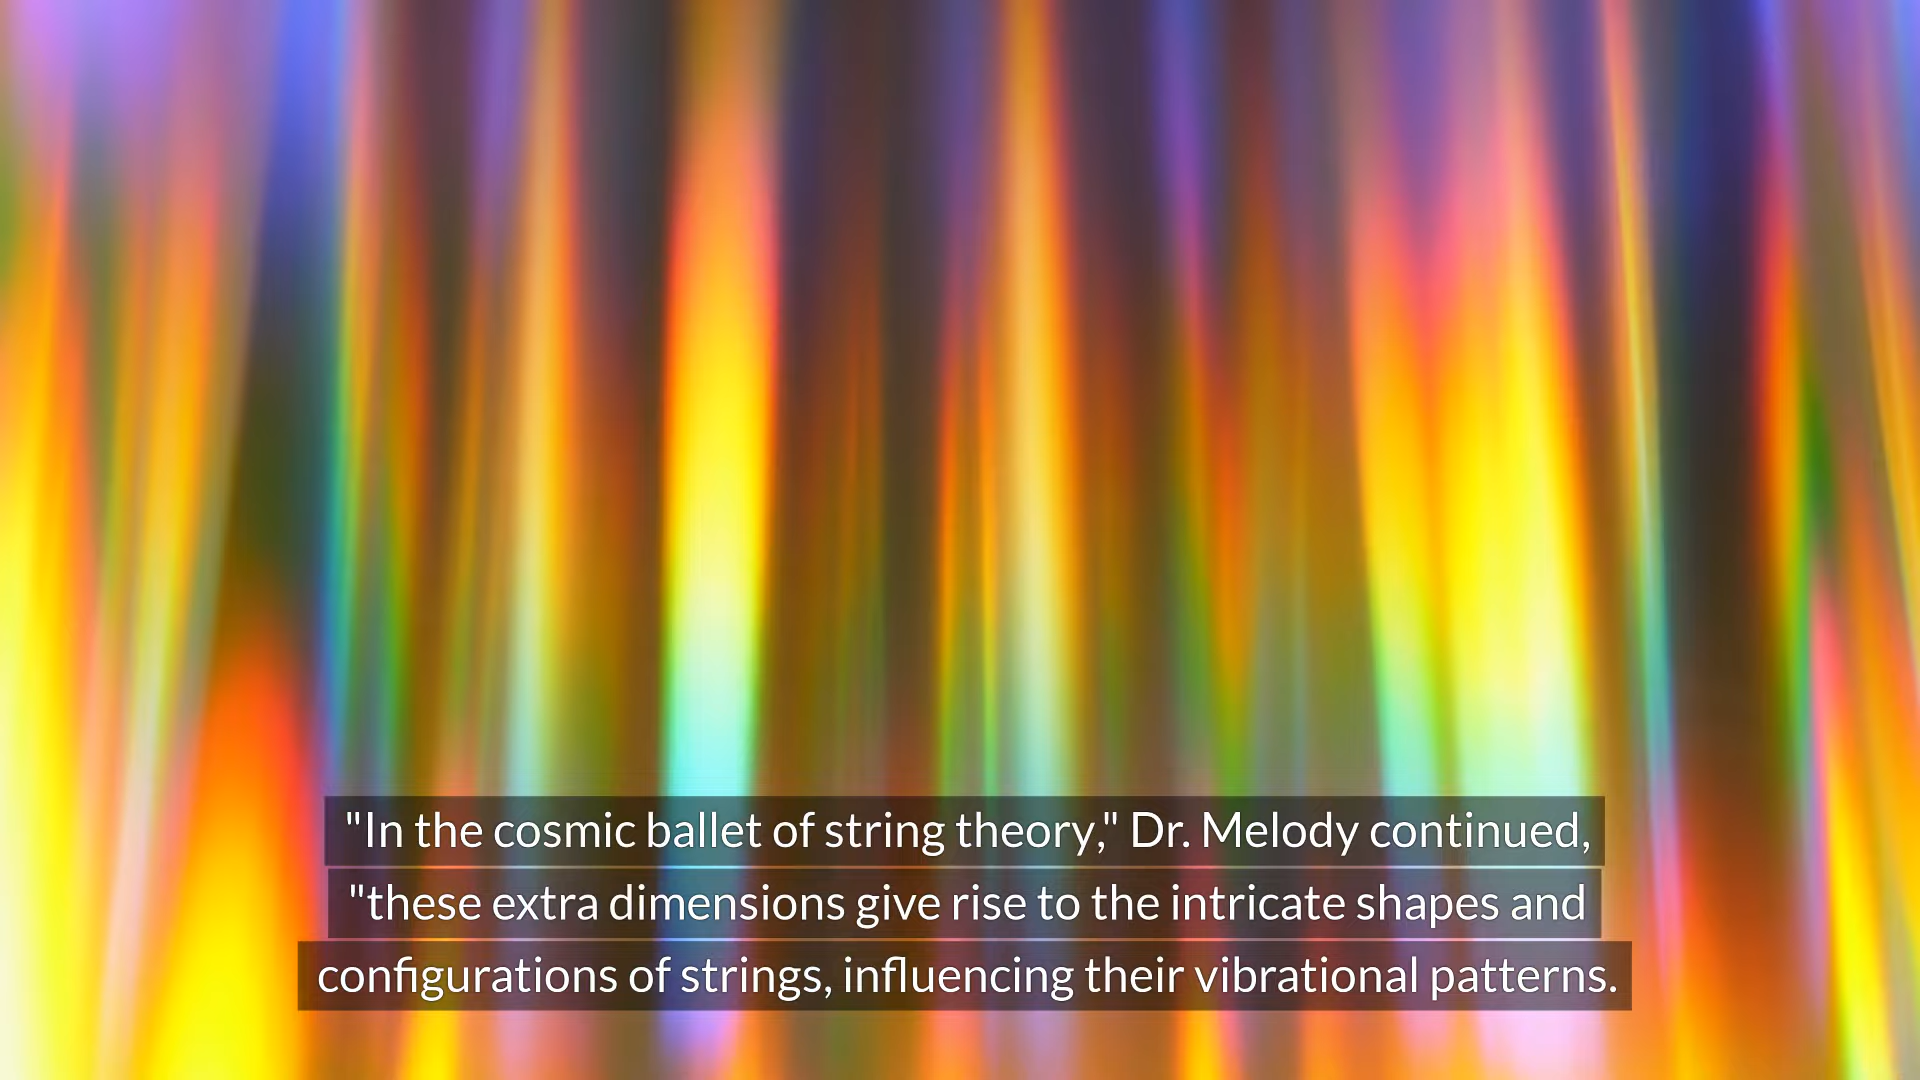 "In the cosmic ballet of string theory," Dr. Melody continued,
"these extra dimensions give rise to the intricate shapes and
configurations of strings, influencing their vibrational patterns.